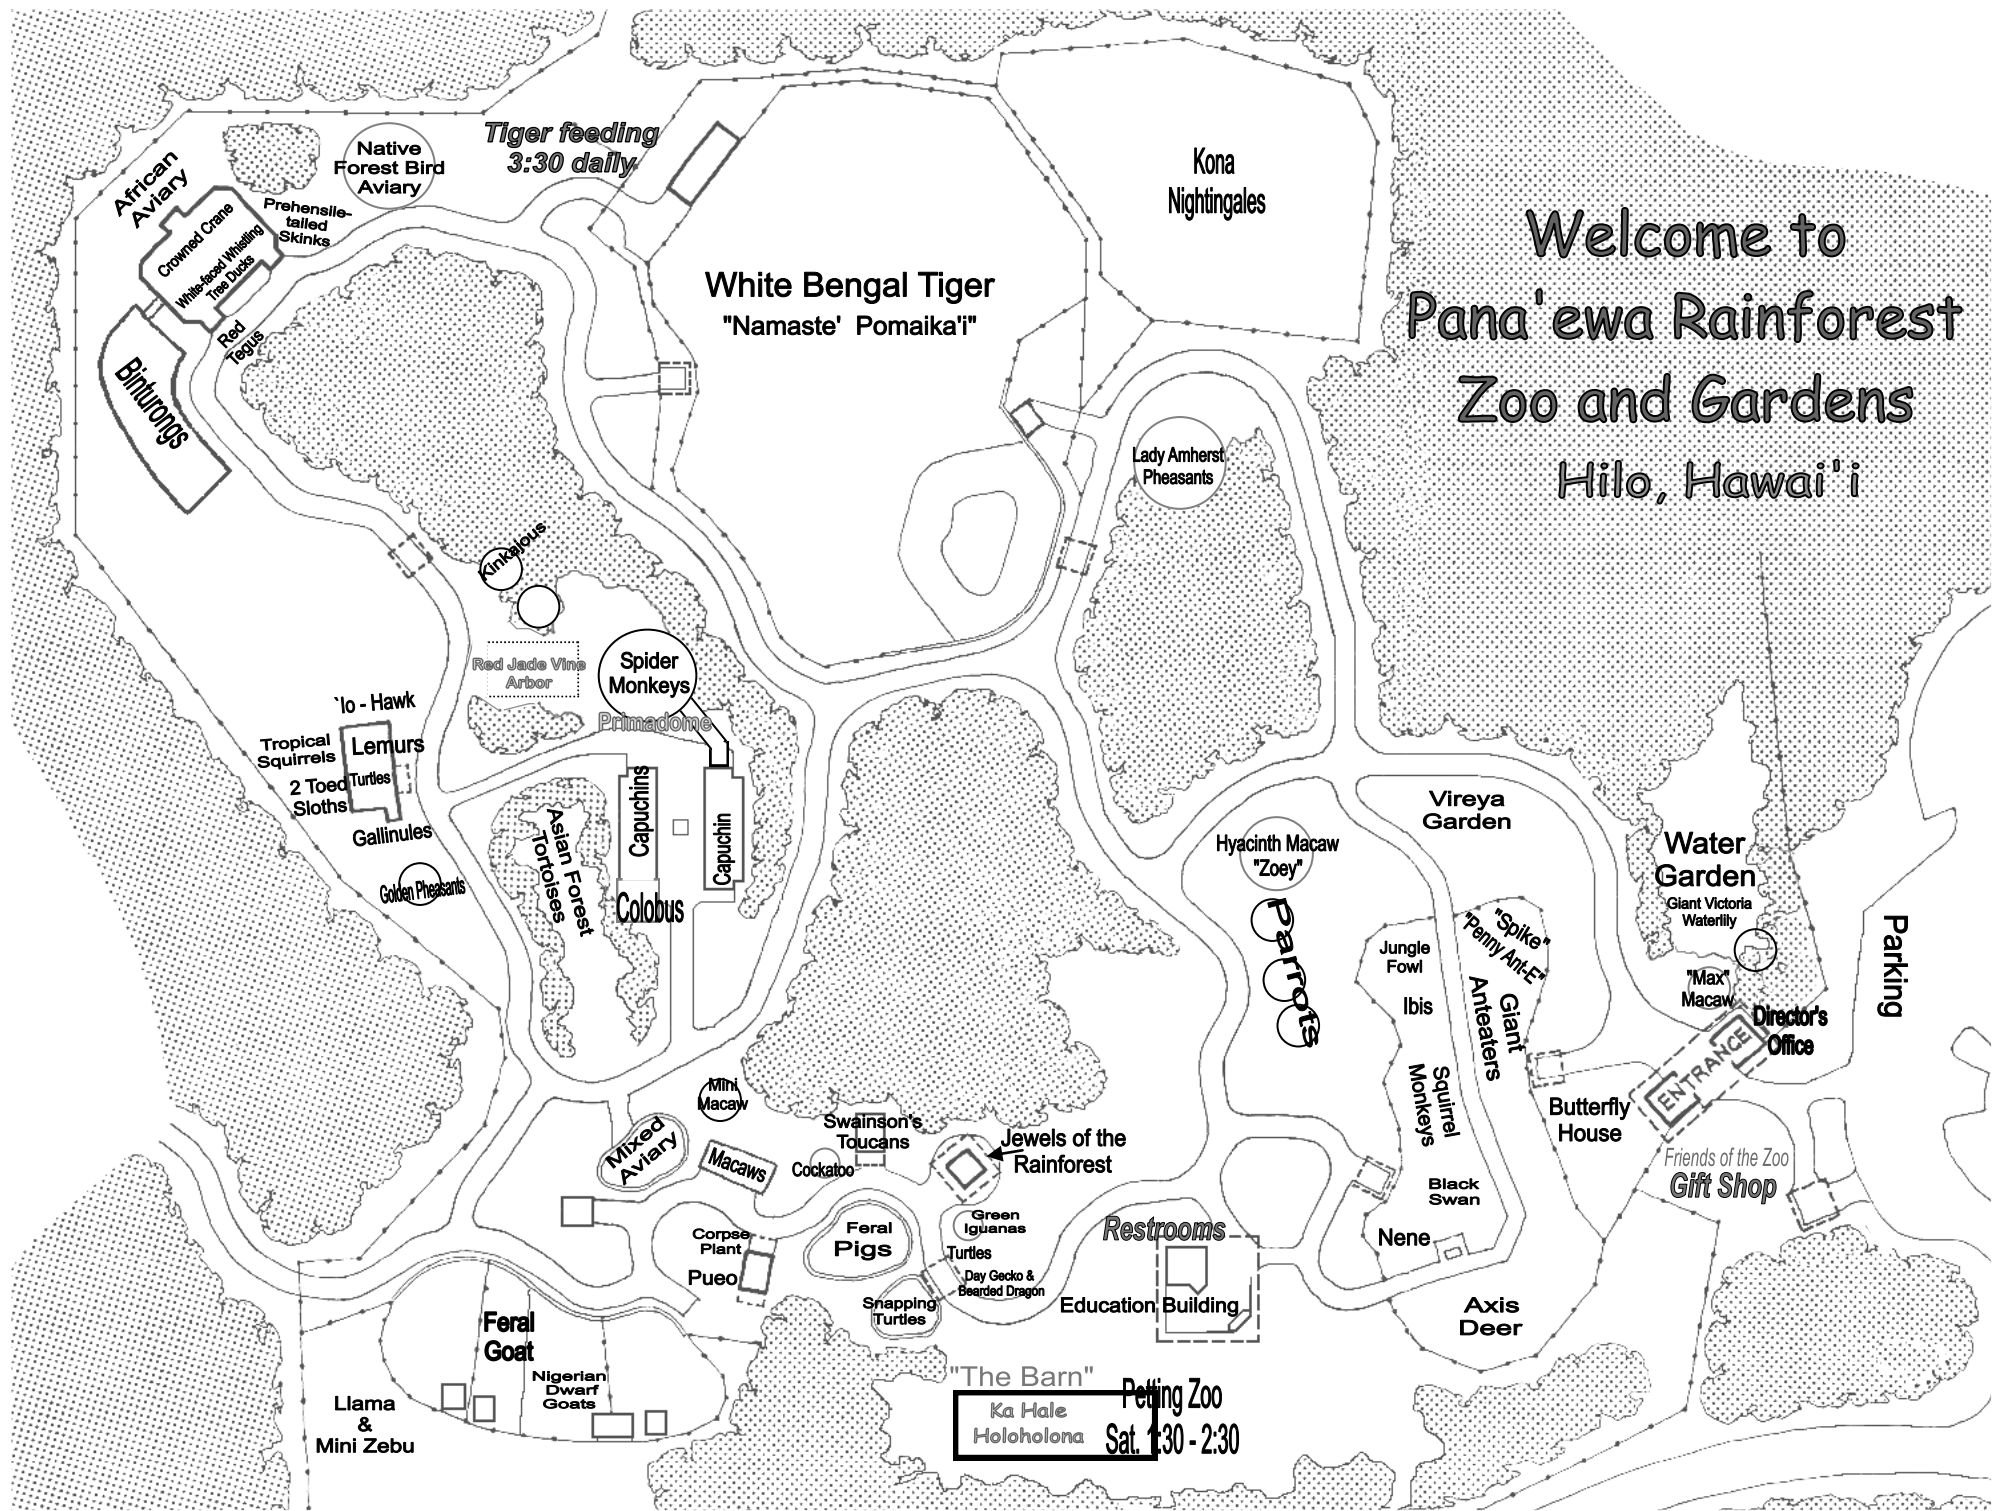 Welcome to
Pana'ewa Rainforest
Zoo and Gardens
Hilo, Hawai'i
Tiger feeding
3:30 daily
Native
Forest Bird
Aviary
African
Aviary
Crowned Crane
White-faced Whistling
Tree Ducks
Prehensile-
tailed
Skinks
Red
Tegus
Binturongs
Kona
Nightingales
White Bengal Tiger
"Namaste'  Pomaika'i"
Lady Amherst
Pheasants
Kinkajous
Red Jade Vine
Arbor
Spider
Monkeys
Primadome
`Io - Hawk
Tropical
Squirrels
Lemurs
Turtles
2 Toed
Sloths
Gallinules
Golden Pheasants
Asian Forest
Tortoises
Capuchins
Capuchin
Colobus
Vireya
Garden
Hyacinth Macaw
"Zoey"
Parrots
Water
Garden
Giant Victoria
Waterlily
"Max"
Macaw
Director's
Office
ENTRANCE
Parking
Jungle
Fowl
Ibis
"Spike"
"Penny Ant-E"
Giant
Anteaters
Squirrel
Monkeys
Black
Swan
Nene
Butterfly
House
Friends of the Zoo
Gift Shop
Axis
Deer
Mini
Macaw
Mixed
Aviary
Macaws
Cockatoo
Swainson's
Toucans
Jewels of the
Rainforest
Corpse
Plant
Pueo
Feral
Pigs
Green
Iguanas
Turtles
Day Gecko &
Bearded Dragon
Snapping
Turtles
Restrooms
Education Building
Feral
Goat
Nigerian
Dwarf
Goats
Llama
&
Mini Zebu
"The Barn"
Ka Hale
Holoholona
Petting Zoo
Sat. 1:30 - 2:30